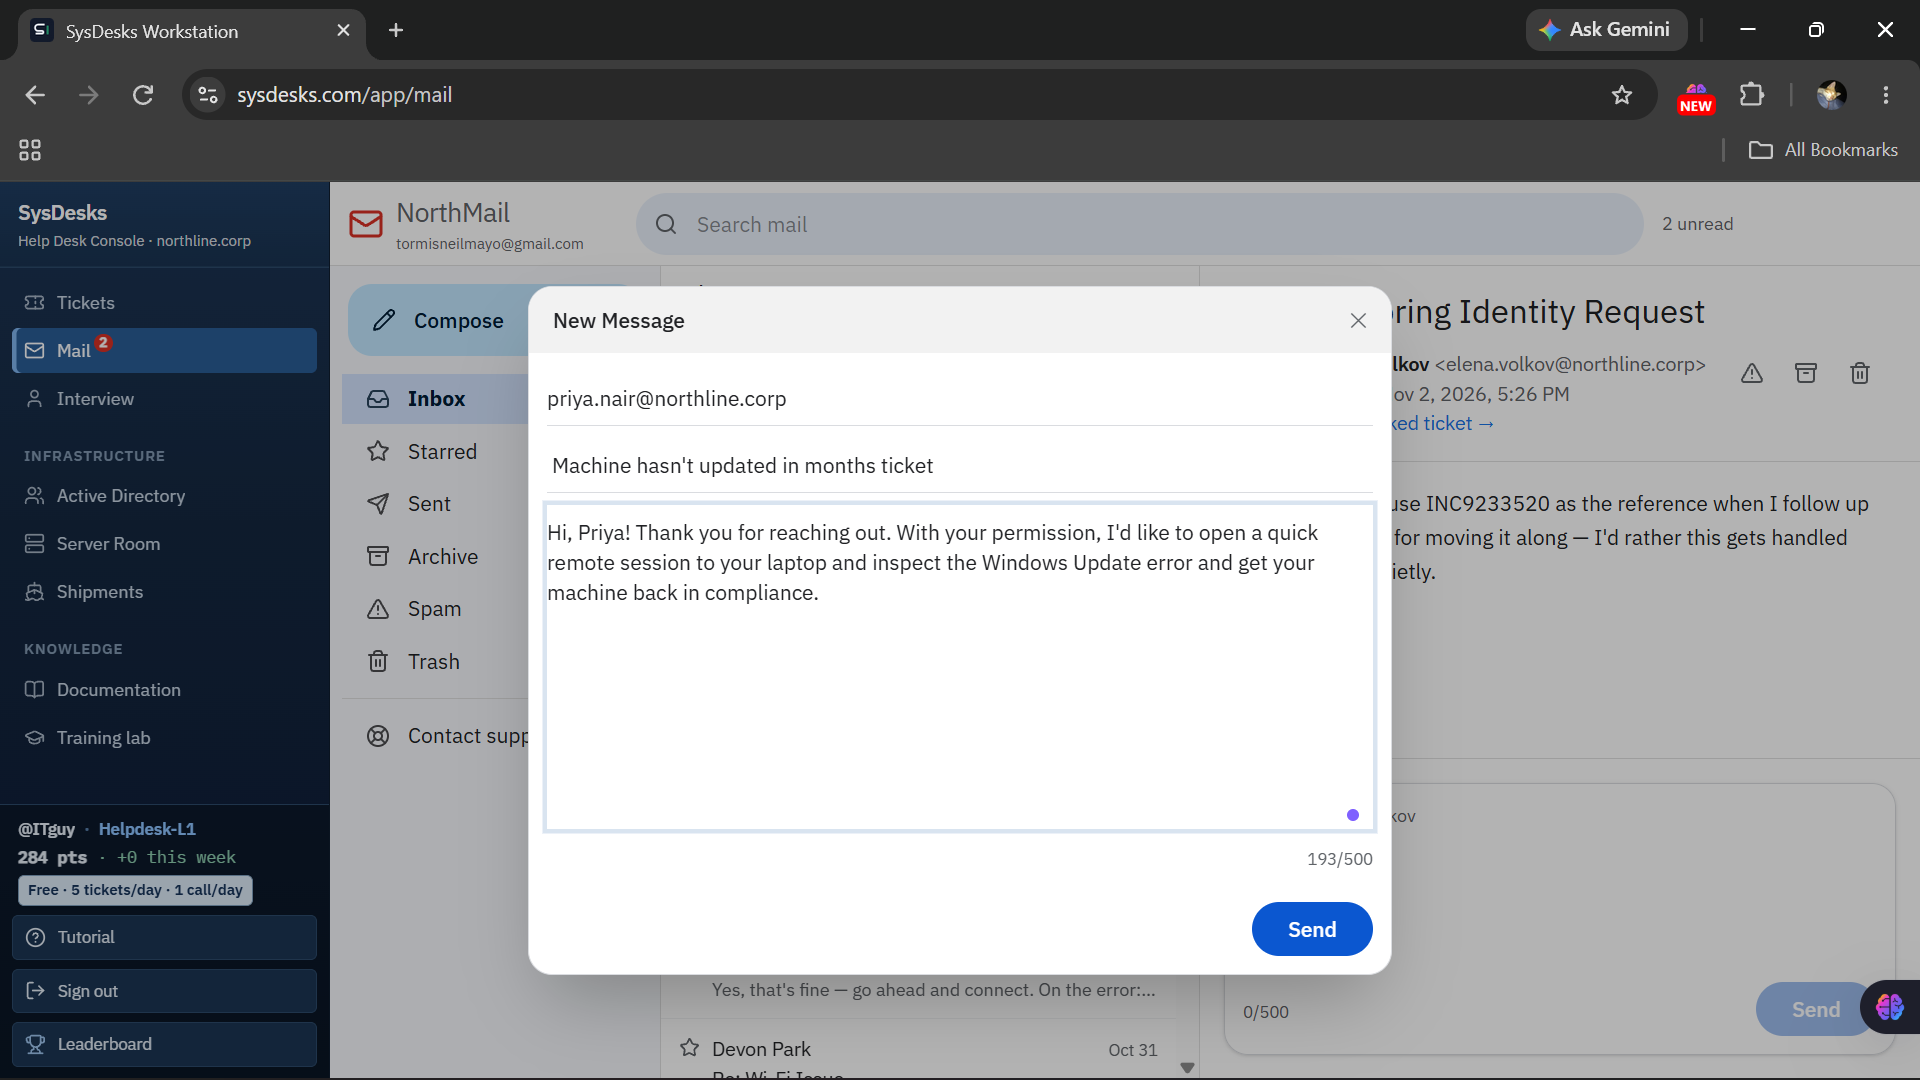 SysDesks Workstation
Ask Gemini
sysdesks.com/app/mail
NEW
All Bookmarks
SysDesks
Help Desk Console · northline.corp
Tickets
Mail 2
Interview
INFRASTRUCTURE
Active Directory
Server Room
Shipments
KNOWLEDGE
Documentation
Training lab
@ITguy · Helpdesk-L1
284 pts · +0 this week
Free · 5 tickets/day · 1 call/day
Tutorial
Sign out
Leaderboard
NorthMail
tormisneilmayo@gmail.com
Search mail
2 unread
Compose
Inbox
Starred
Sent
Archive
Spam
Trash
Contact supp
New Message
priya.nair@northline.corp
Machine hasn't updated in months ticket
Hi, Priya! Thank you for reaching out. With your permission, I'd like to open a quick
remote session to your laptop and inspect the Windows Update error and get your
machine back in compliance.
193/500
Send
Yes, that's fine — go ahead and connect. On the error:...
Devon Park
Oct 31
Re: Wi-Fi Issue
ring Identity Request
lkov <elena.volkov@northline.corp>
ov 2, 2026, 5:26 PM
ked ticket →
use INC9233520 as the reference when I follow up
for moving it along — I'd rather this gets handled
ietly.
kov
0/500
Send